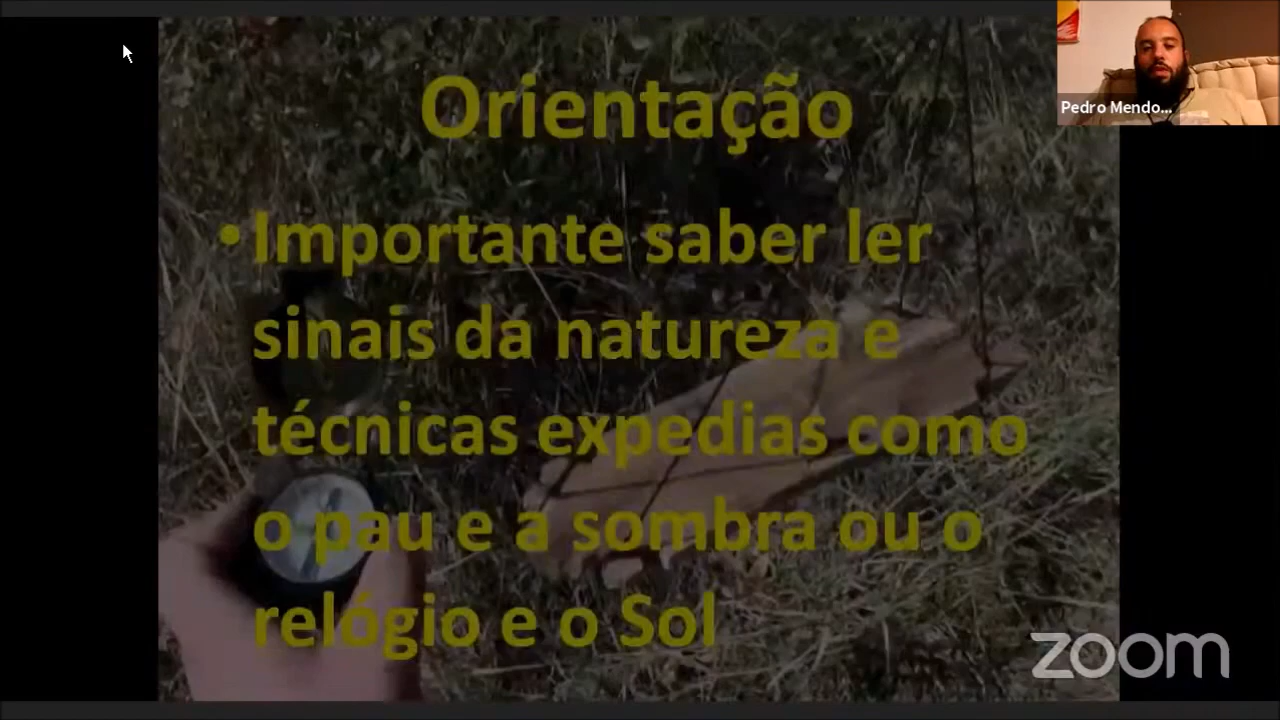 Orientação
• Importante saber ler
sinais da natureza e
técnicas expedias como
o pau e a sombra ou o
relógio e o Sol
Pedro Mendo...
zoom